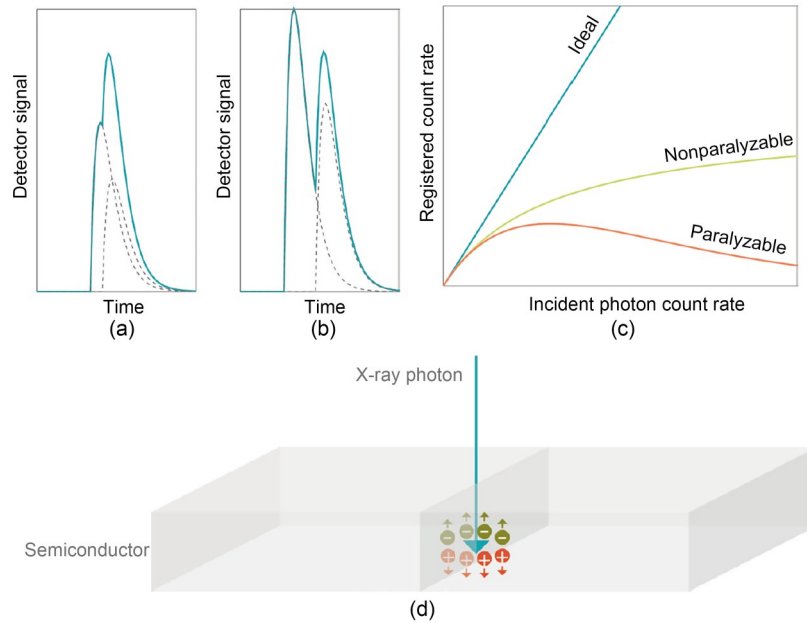 Detector signal
Time
(a)
Detector signal
Time
(b)
Registered count rate
Ideal
Nonparalyzable
Paralyzable
Incident photon count rate
(c)
X-ray photon
Semiconductor
− − − −
+ + + +
(d)